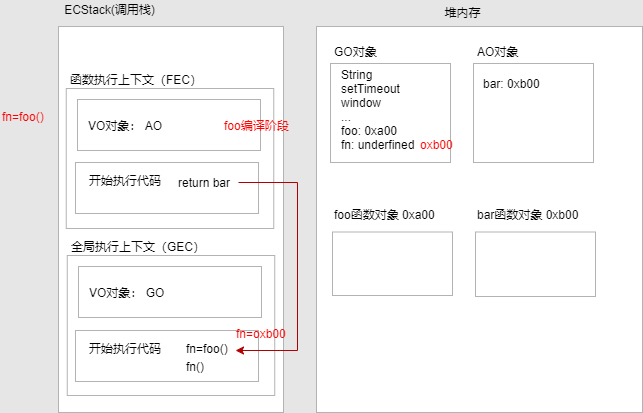 ECStack(调用栈)
函数执行上下文（FEC）
fn=foo()
VO对象： AO
foo编译阶段
开始执行代码
return bar
全局执行上下文（GEC）
VO对象： GO
fn=oxb00
开始执行代码
fn=foo()
fn()
堆内存
GO对象
String
setTimeout
window
...
foo: 0xa00
fn: underfined oxb00
AO对象
bar: 0xb00
foo函数对象 0xa00
bar函数对象 0xb00